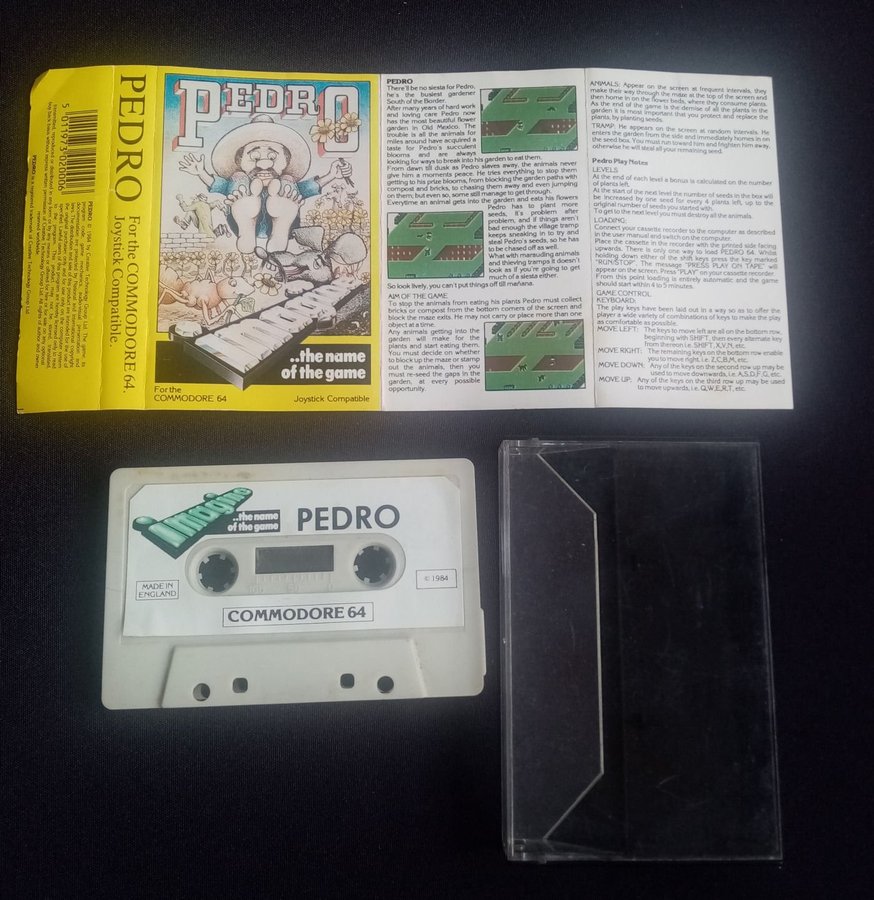 PEDRO
For the COMMODORE 64.
Joystick Compatible.
5 011973 020006
PEDRO
..the name
of the game
For the
COMMODORE 64
Joystick Compatible
PEDRO
There'll be no siesta for Pedro,
he's the busiest gardener
South of the Border.
After many years of hard work
and loving care Pedro now
has the most beautiful flower
garden in Old Mexico. The
trouble is all the animals for
miles around have acquired a
taste for Pedro's succulent
blooms and are always
looking for ways to break into his garden to eat them.
From dawn till dusk as Pedro slaves away, the animals never
give him a moments peace. He tries everything to stop them
getting to his prize blooms, from blocking the garden paths with
compost and bricks, to chasing them away and even jumping
on them; but even so, some still manage to get through.
Everytime an animal gets into the garden and eats his flowers
Pedro has to plant more
seeds, it's problem after
problem, and if things aren't
bad enough the village tramp
keeps sneaking in to try and
steal Pedro's seeds, so he has
to be chased off as well.
What with marauding animals
and thieving tramps it doesn't
look as if you're going to get
much of a siesta either.
So look lively, you can't put things off till mañana.
AIM OF THE GAME
To stop the animals from eating his plants Pedro must collect
bricks or compost from the bottom corners of the screen and
block the maze exits. He may not carry or place more than one
object at a time.
Any animals getting into the
garden will make for the
plants and start eating them.
You must decide on whether
to block up the maze or stamp
out the animals, then you
must re-seed the gaps in the
garden, at every possible
opportunity.
ANIMALS: Appear on the screen at frequent intervals, they
make their way through the maze at the top of the screen and
then home in on the flower beds, where they consume plants.
As the end of the game is the demise of all the plants in the
garden it is most important that you protect and replace the
plants, by planting seeds.
TRAMP: He appears on the screen at random intervals. He
enters the garden from the side and immediately homes in on
the seed box. You must run toward him and frighten him away,
otherwise he will steal all your remaining seed.
Pedro Play Notes
LEVELS
At the end of each level a bonus is calculated on the number
of plants left.
At the start of the next level the number of seeds in the box will
be increased by one seed for every 4 plants left, up to the
original number of seeds you started with.
To get to the next level you must destroy all the animals.
LOADING:
Connect your cassette recorder to the computer as described
in the user manual and switch on the computer.
Place the cassette in the recorder with the printed side facing
upwards. There is only one way to load PEDRO 64. Whilst
holding down either of the shift keys press the key marked
"RUN/STOP". The message "PRESS PLAY ON TAPE" will
appear on the screen. Press "PLAY" on your cassette recorder.
From this point loading is entirely automatic and the game
should start within 4 to 5 minutes.
GAME CONTROL
KEYBOARD:
The play keys have been laid out in a way so as to offer the
player a wide variety of combinations of keys to make the play
as comfortable as possible.
MOVE LEFT: The keys to move left are all on the bottom row,
beginning with SHIFT, then every alternate key
from thereon i.e. SHIFT, X,V,N, etc.
MOVE RIGHT: The remaining keys on the bottom row enable
you to move right, i.e. Z,C,B,M, etc.
MOVE DOWN: Any of the keys of the second row up may be
used to move downwards, i.e. A,S,D,F,G, etc.
MOVE UP: Any of the keys of the third row up may be used
to move upwards, i.e. Q,W,E,R,T, etc.
Imagine
..the name
of the game
PEDRO
MADE IN
ENGLAND
© 1984
COMMODORE 64